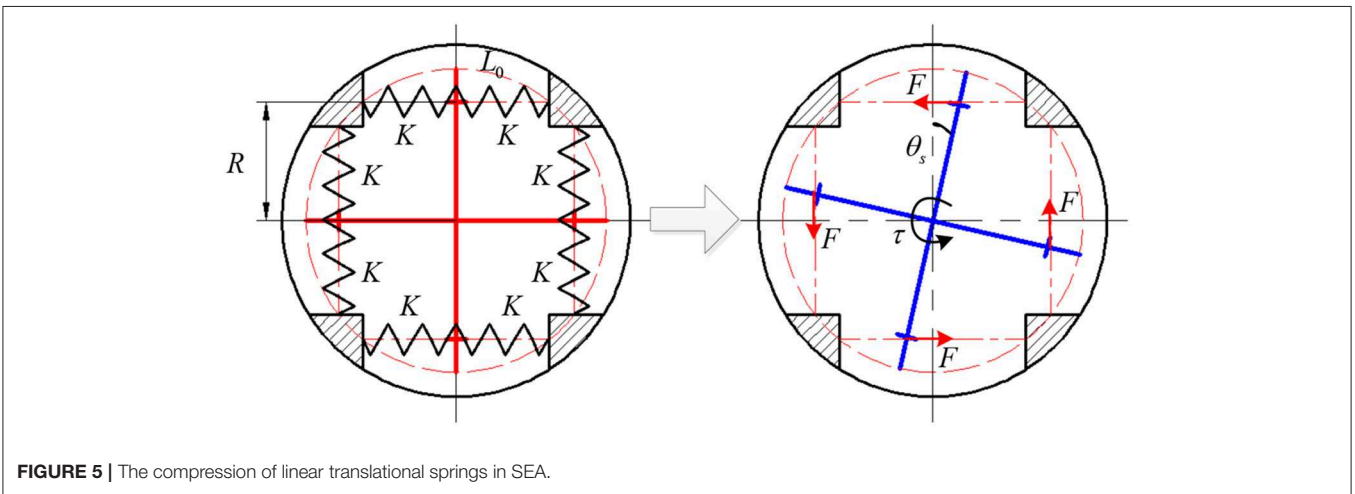 L₀
R
K K
K K
K K
K K
F
θₛ
F
τ
F
F
FIGURE 5 | The compression of linear translational springs in SEA.